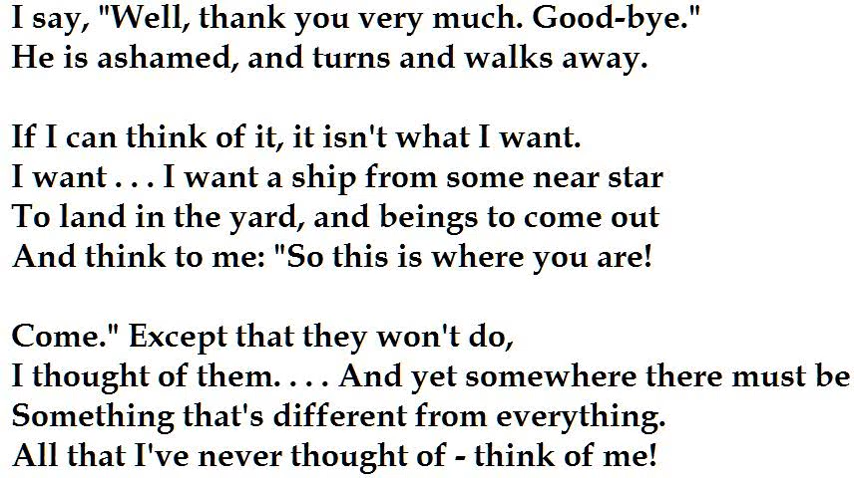 I say, "Well, thank you very much. Good-bye."
He is ashamed, and turns and walks away.
If I can think of it, it isn't what I want.
I want . . . I want a ship from some near star
To land in the yard, and beings to come out
And think to me: "So this is where you are!
Come." Except that they won't do,
I thought of them. . . . And yet somewhere there must be
Something that's different from everything.
All that I've never thought of - think of me!